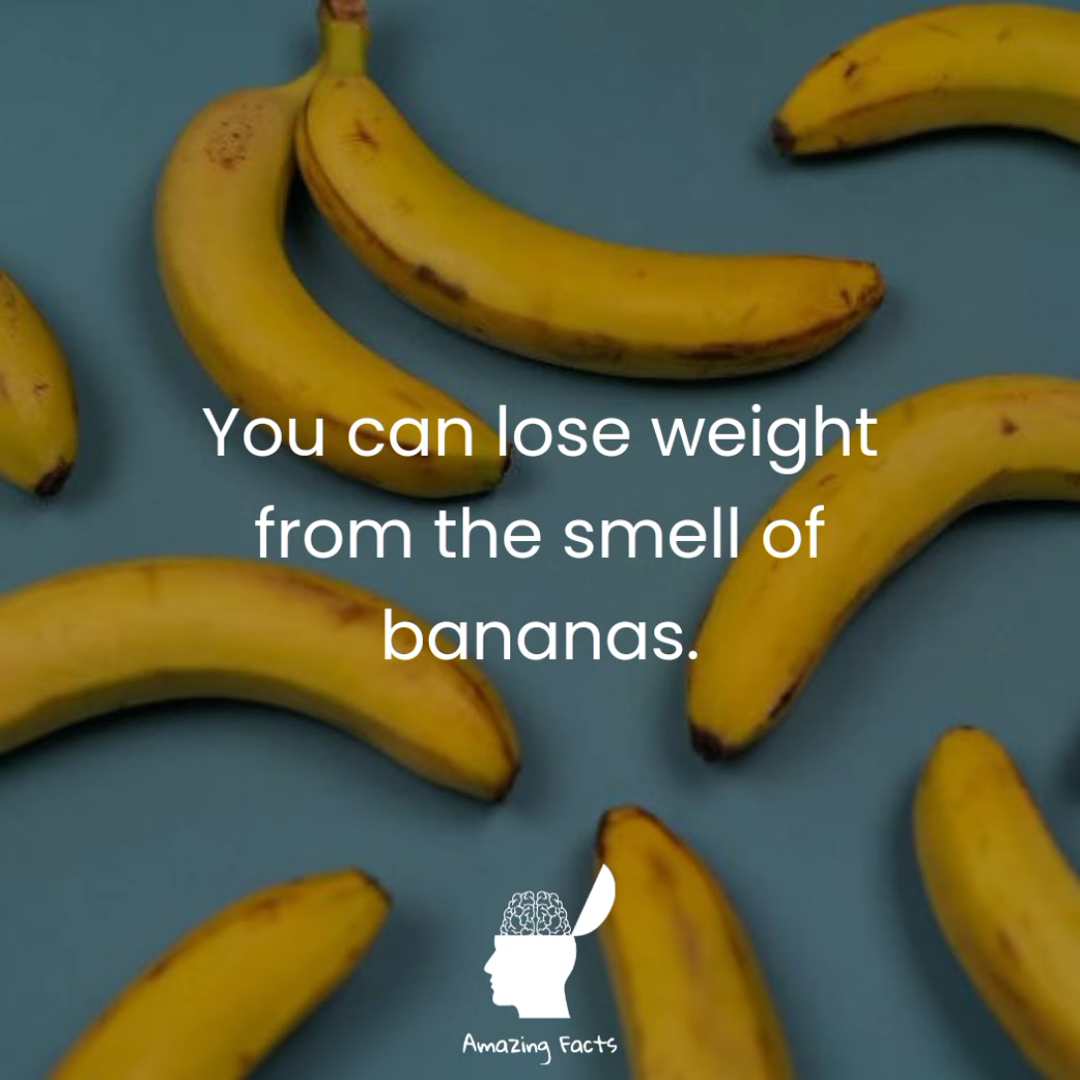 You can lose weight
from the smell of
bananas.
Amazing Facts